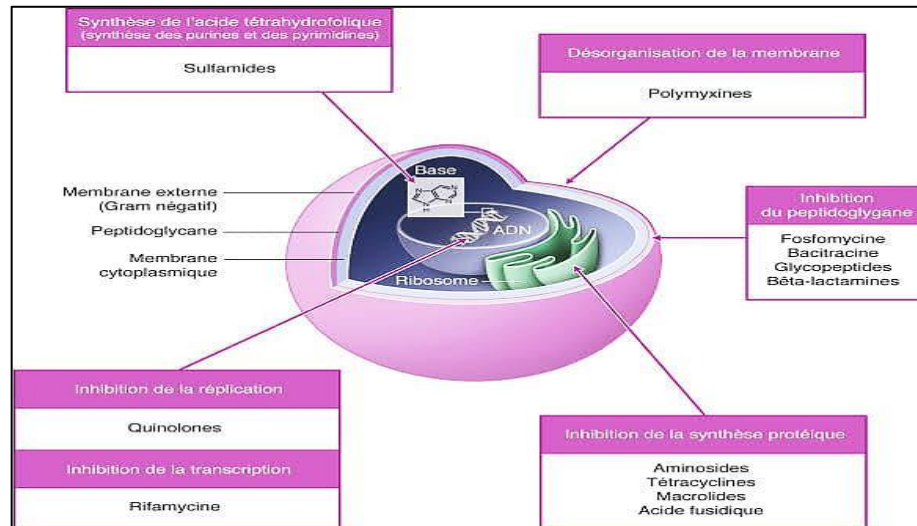 Synthèse de l'acide tétrahydrofolique
(synthèse des purines et des pyrimidines)
Sulfamides
Désorganisation de la membrane
Polymyxines
Base
Membrane externe
(Gram négatif)
Peptidoglycane
Membrane
cytoplasmique
ADN
Ribosome
N
N
N
N
H
Inhibition
du peptidoglygane
Fosfomycine
Bacitracine
Glycopeptides
Bêta-lactamines
Inhibition de la réplication
Quinolones
Inhibition de la transcription
Rifamycine
Inhibition de la synthèse protéique
Aminosides
Tétracyclines
Macrolides
Acide fusidique